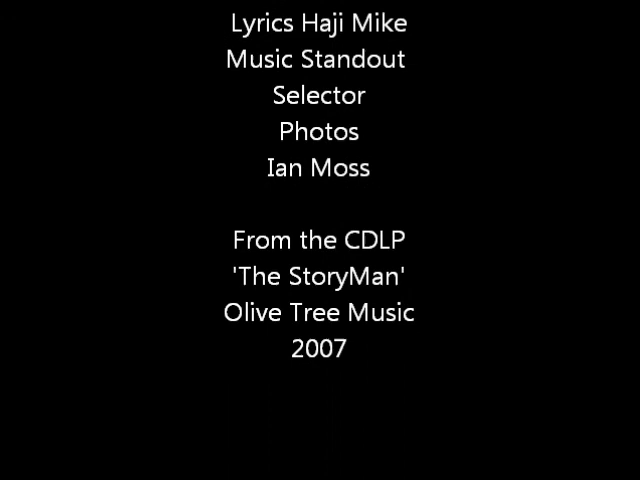 Lyrics Haji Mike
Music Standout
Selector
Photos
Ian Moss
From the CDLP
'The StoryMan'
Olive Tree Music
2007